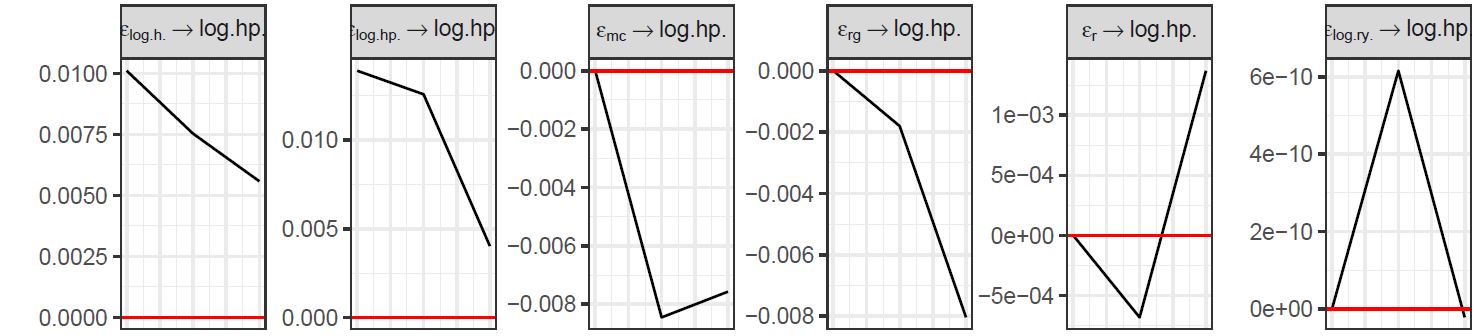 εlog.h. → log.hp.
0.0100
0.0075
0.0050
0.0025
0.0000
εlog.hp. → log.hp
0.010
0.005
0.000
εmc → log.hp.
0.000
−0.002
−0.004
−0.006
−0.008
εrg → log.hp.
0.000
−0.002
−0.004
−0.006
−0.008
εr → log.hp.
1e−03
5e−04
0e+00
−5e−04
εlog.ry. → log.hp
6e−10
4e−10
2e−10
0e+00